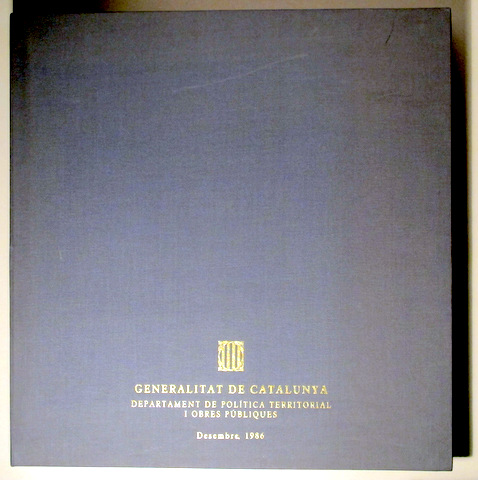 GENERALITAT DE CATALUNYA
DEPARTAMENT DE POLÍTICA TERRITORIAL
I OBRES PÚBLIQUES
Desembre, 1986